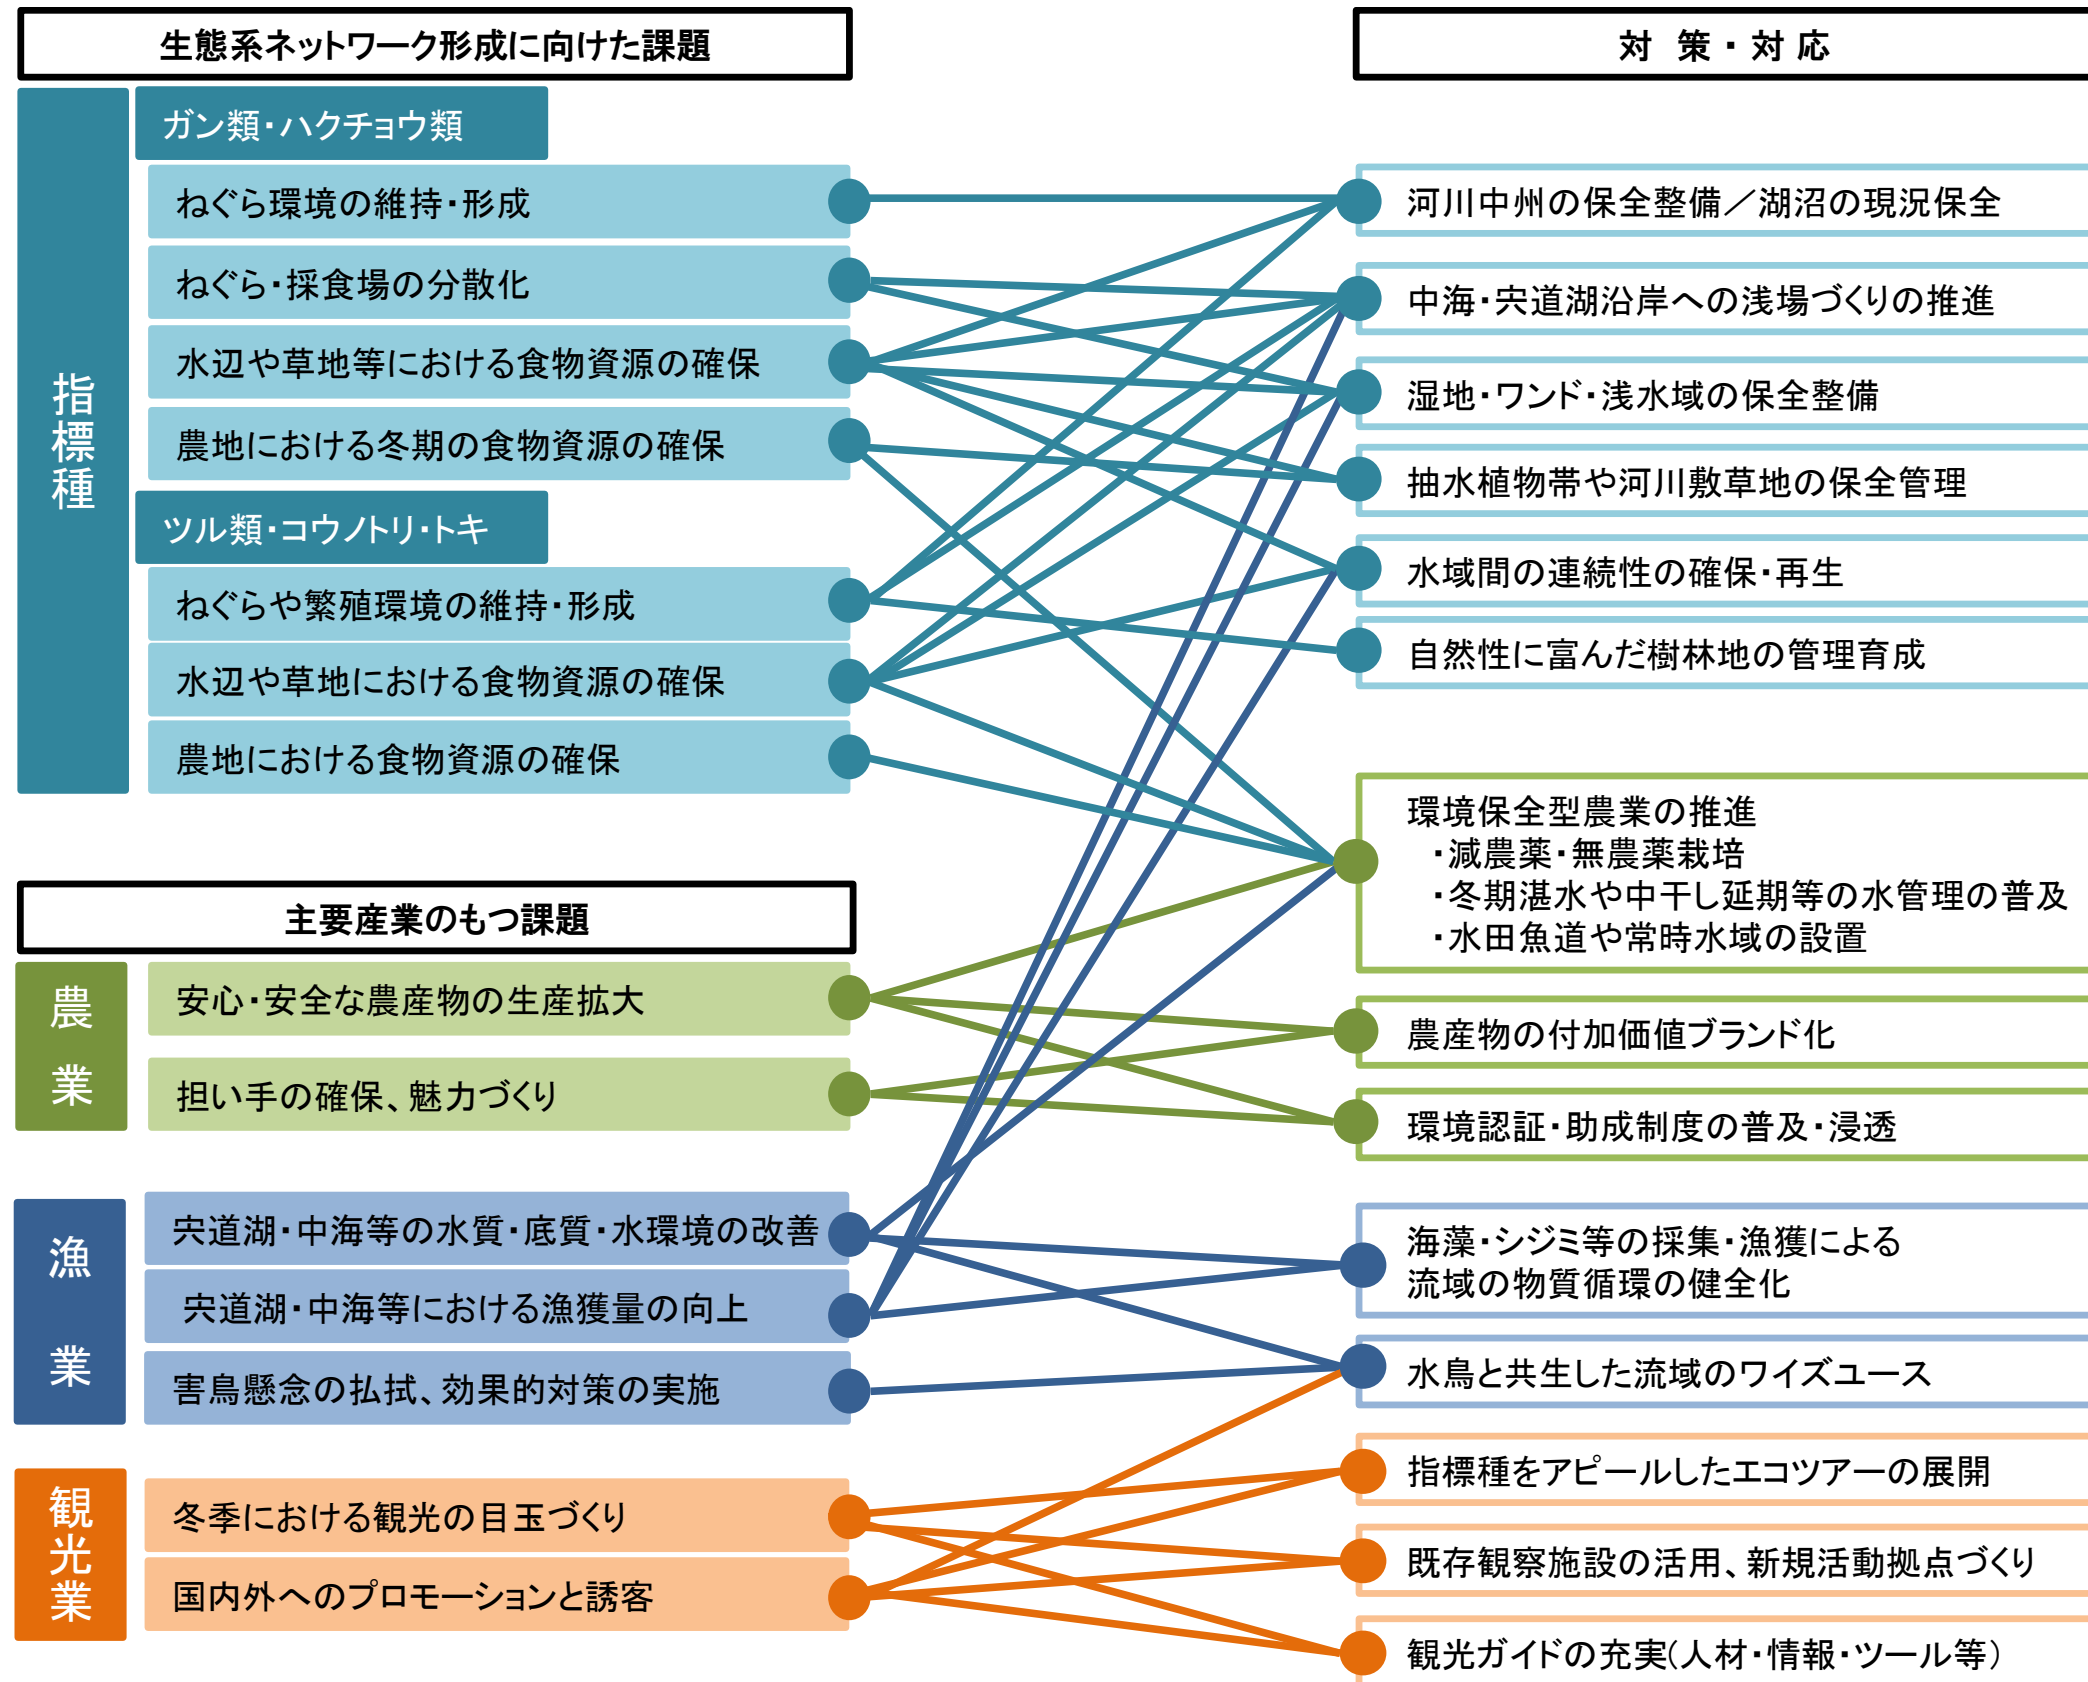 生態系ネットワーク形成に向けた課題
指標種
ガン類・ハクチョウ類
ねぐら環境の維持・形成
ねぐら・採食場の分散化
水辺や草地等における食物資源の確保
農地における冬期の食物資源の確保
ツル類・コウノトリ・トキ
ねぐらや繁殖環境の維持・形成
水辺や草地における食物資源の確保
農地における食物資源の確保
主要産業のもつ課題
農業
安心・安全な農産物の生産拡大
担い手の確保、魅力づくり
漁業
宍道湖・中海等の水質・底質・水環境の改善
宍道湖・中海等における漁獲量の向上
害鳥懸念の払拭、効果的対策の実施
観光業
冬季における観光の目玉づくり
国内外へのプロモーションと誘客
対 策・対 応
河川中州の保全整備／湖沼の現況保全
中海・宍道湖沿岸への浅場づくりの推進
湿地・ワンド・浅水域の保全整備
抽水植物帯や河川敷草地の保全管理
水域間の連続性の確保・再生
自然性に富んだ樹林地の管理育成
環境保全型農業の推進
・減農薬・無農薬栽培
・冬期湛水や中干し延期等の水管理の普及
・水田魚道や常時水域の設置
農産物の付加価値ブランド化
環境認証・助成制度の普及・浸透
海藻・シジミ等の採集・漁獲による
流域の物質循環の健全化
水鳥と共生した流域のワイズユース
指標種をアピールしたエコツアーの展開
既存観察施設の活用、新規活動拠点づくり
観光ガイドの充実(人材・情報・ツール等)